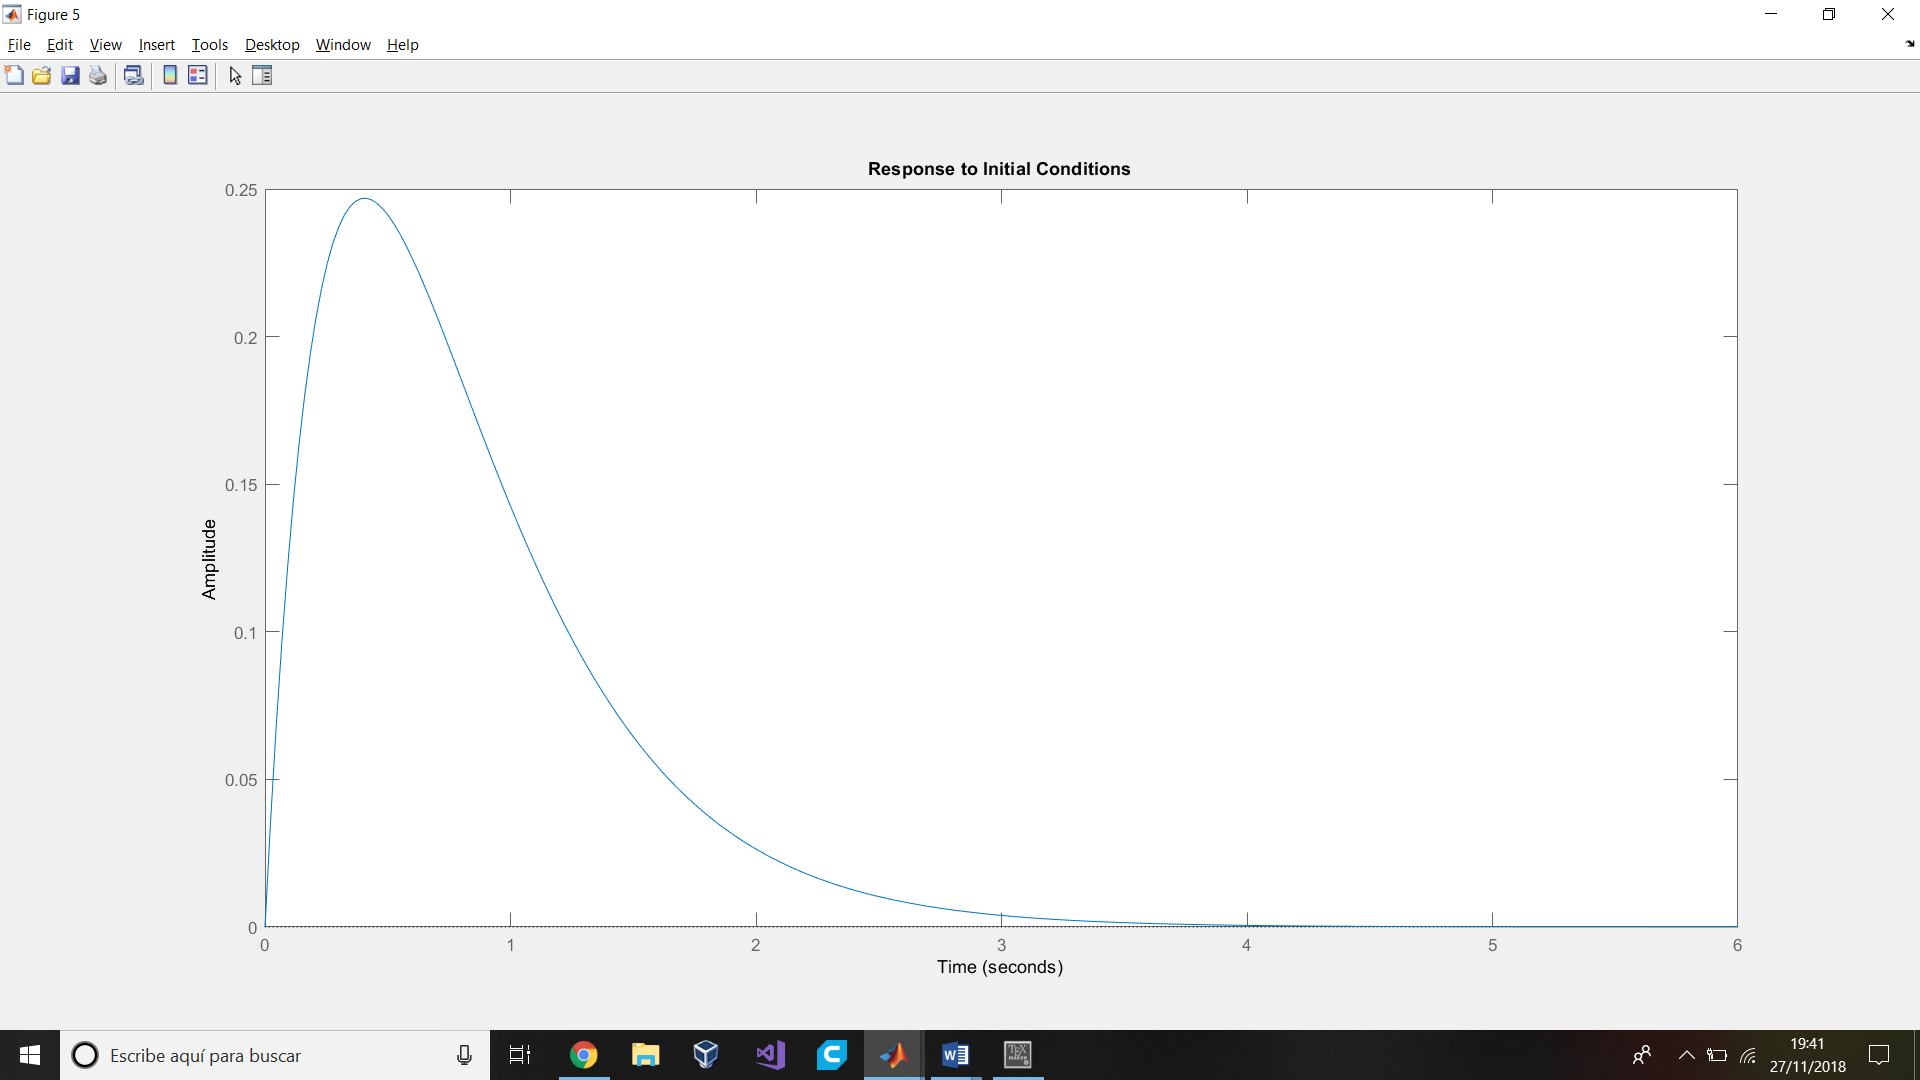 Figure 5
File Edit View Insert Tools Desktop Window Help
Response to Initial Conditions
0.25
0.2
0.15
0.1
0.05
0
Amplitude
0 1 2 3 4 5 6
Time (seconds)
Escribe aquí para buscar
TEX
MAKER
19:41
27/11/2018